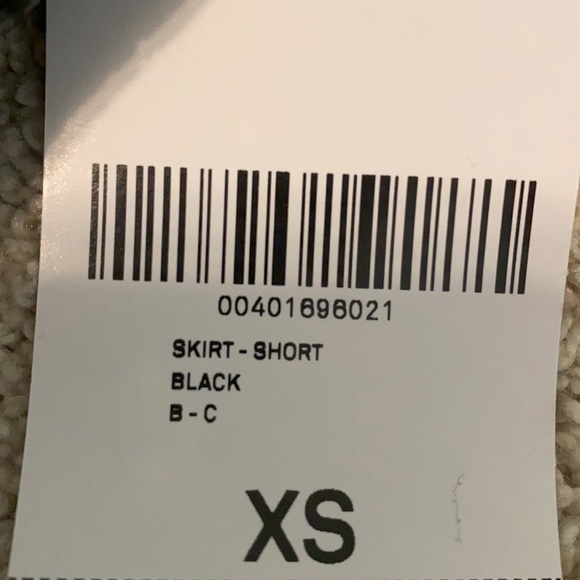 00401696021
SKIRT - SHORT
BLACK
B - C
XS